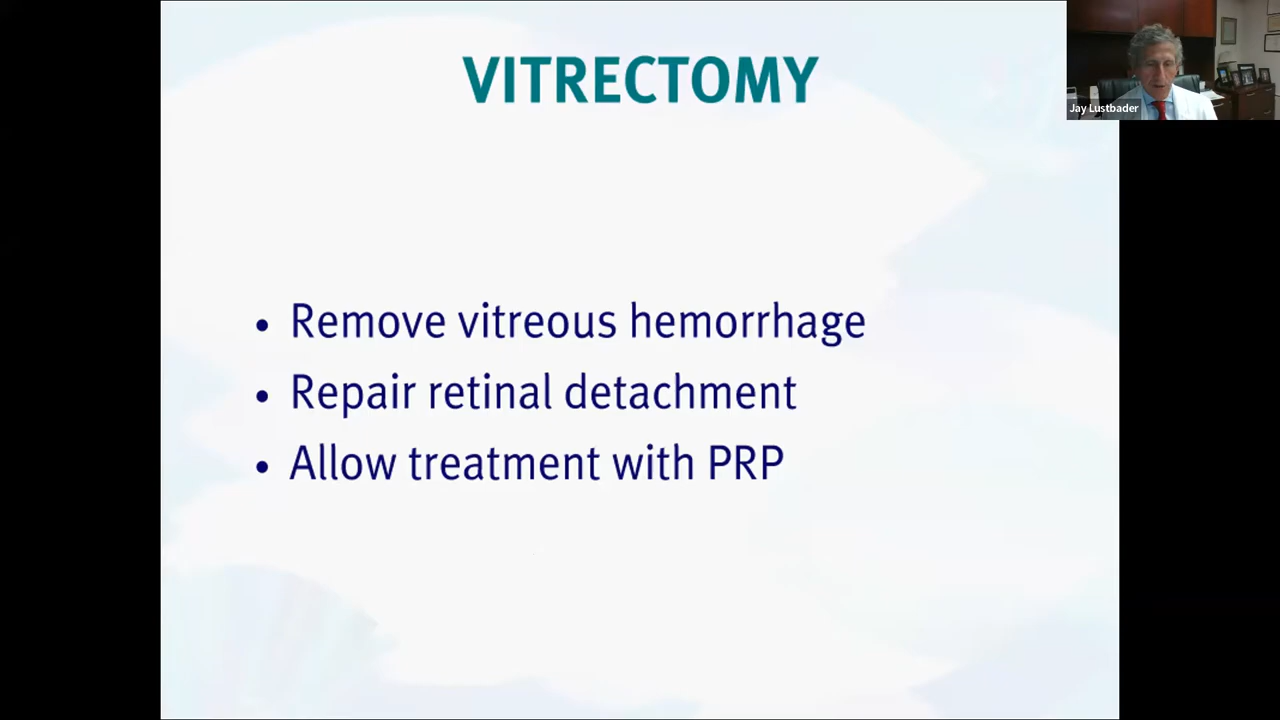 VITRECTOMY
Jay Lustbader
• Remove vitreous hemorrhage
• Repair retinal detachment
• Allow treatment with PRP